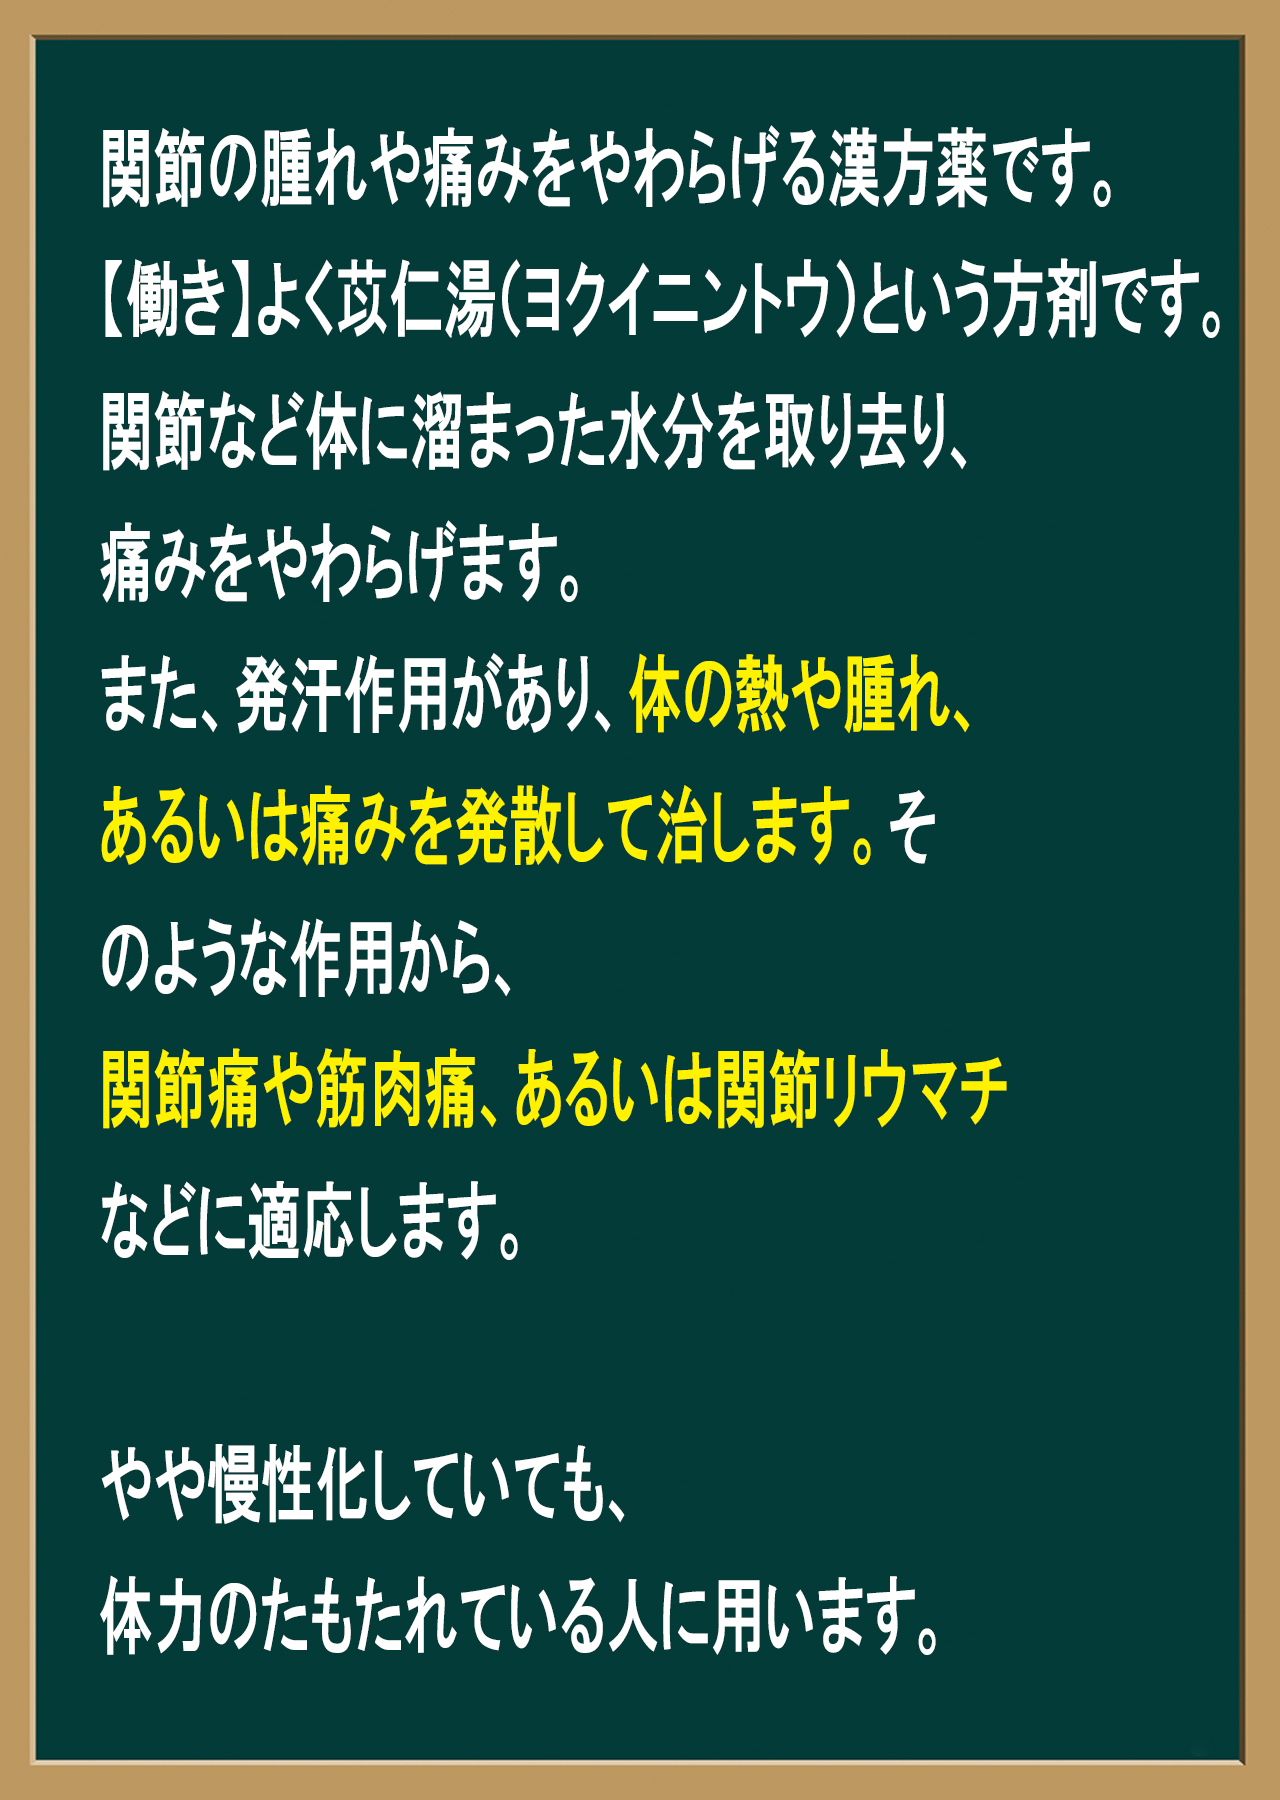 関節の腫れや痛みをやわらげる漢方薬です。
【働き】よく苡仁湯（ヨクイニントウ）という方剤です。
関節など体に溜まった水分を取り去り、
痛みをやわらげます。
また、発汗作用があり、体の熱や腫れ、
あるいは痛みを発散して治します。そ
のような作用から、
関節痛や筋肉痛、あるいは関節リウマチ
などに適応します。
やや慢性化していても、
体力のたもたれている人に用います。